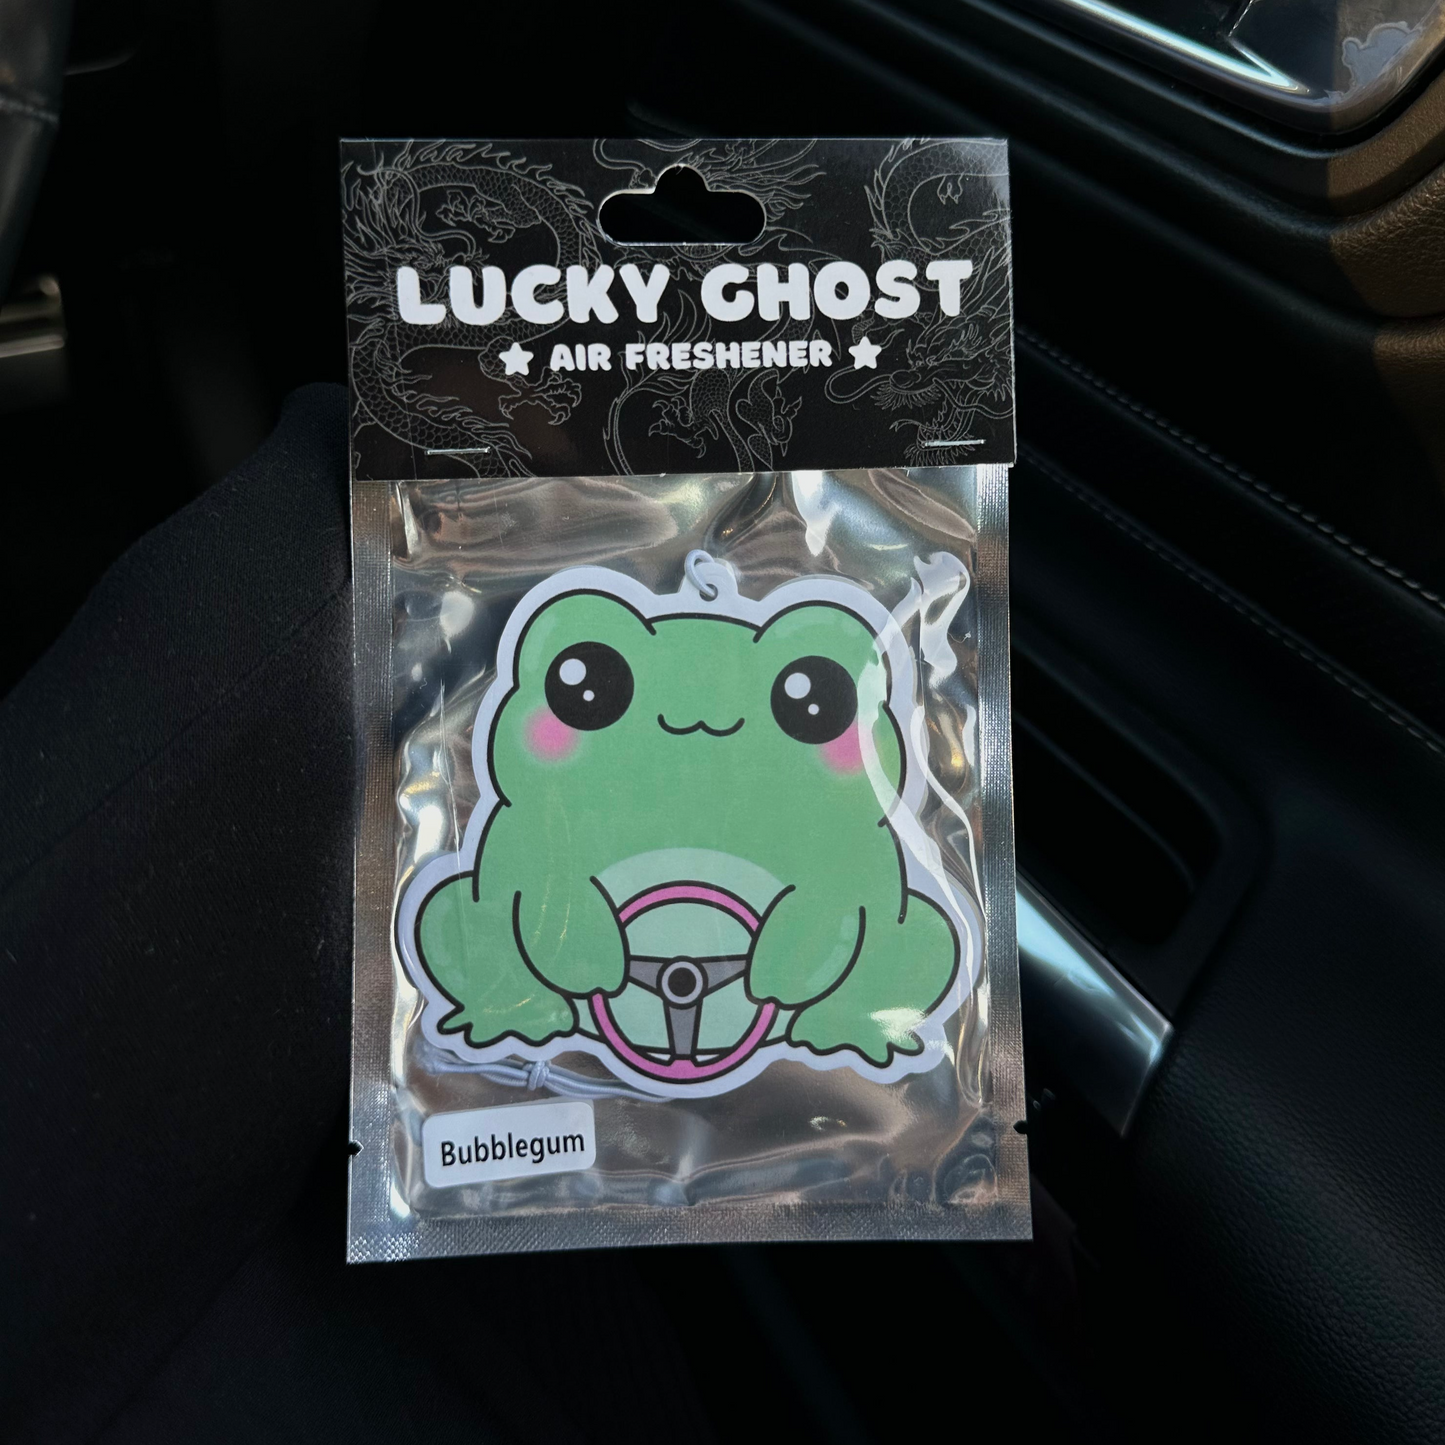 LUCKY GHOST
AIR FRESHENER
Bubblegum